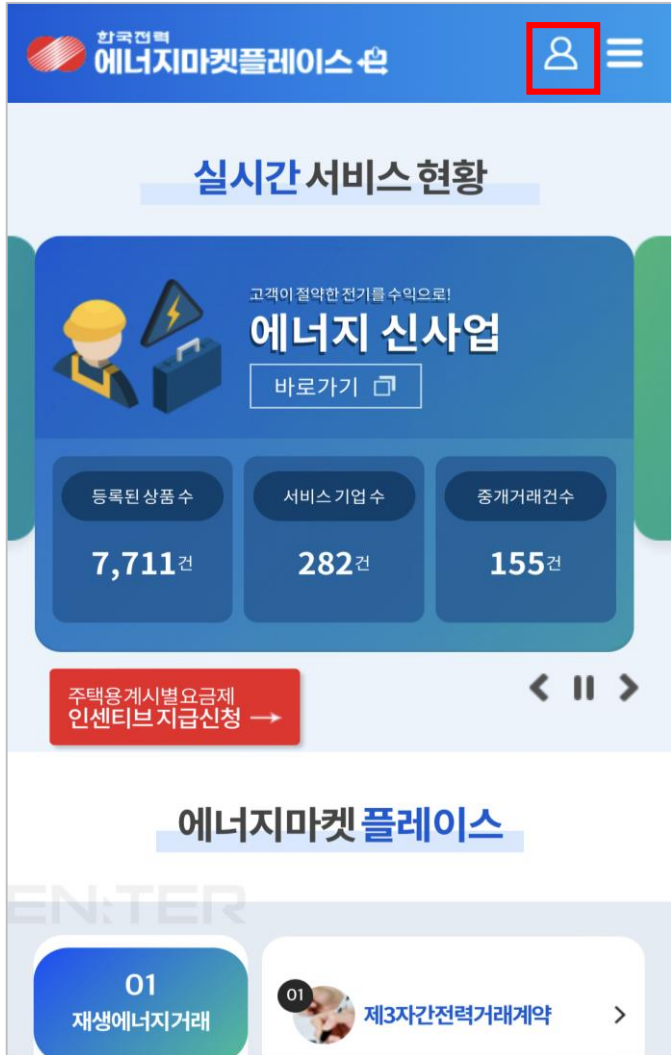 한국전력
에너지마켓플레이스
실시간 서비스 현황
고객이 절약한 전기를 수익으로!
에너지 신사업
바로가기
등록된 상품 수
서비스 기업 수
중개거래건수
7,711건
282건
155건
주택용계시별요금제
인센티브 지급신청 →
에너지마켓 플레이스
EN:TER
01
재생에너지거래
01
제3자간전력거래계약